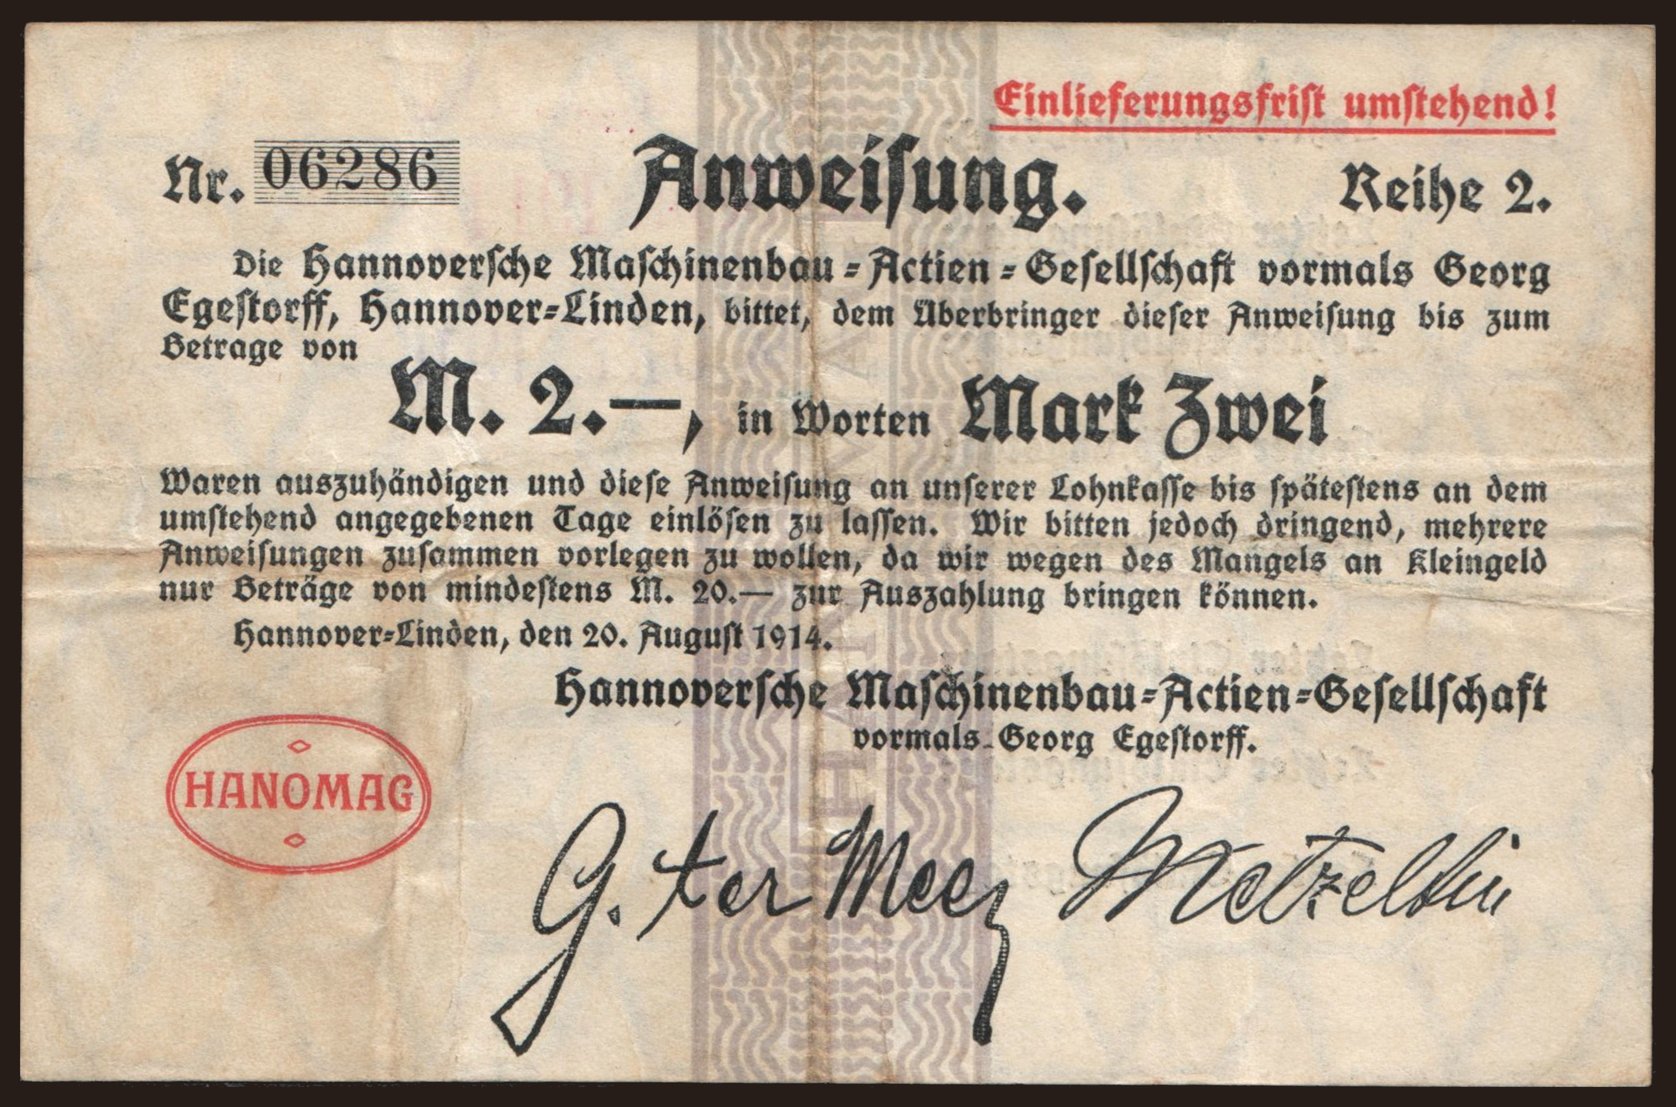 Einlieferungsfrist umstehend!
Nr. 06286 Anweisung. Reihe 2.
Die Hannoversche Maschinenbau-Actien-Gesellschaft vormals Georg
Egestorff, Hannover-Linden, bittet, dem Überbringer dieser Anweisung bis zum
Betrage von
M. 2.—, in Worten Mark Zwei
Waren auszuhändigen und diese Anweisung an unserer Lohnkasse bis spätestens an dem
umstehend angegebenen Tage einlösen zu lassen. Wir bitten jedoch dringend, mehrere
Anweisungen zusammen vorlegen zu wollen, da wir wegen des Mangels an Kleingeld
nur Beträge von mindestens M. 20.— zur Auszahlung bringen können.
Hannover-Linden, den 20. August 1914.
Hannoversche Maschinenbau-Actien-Gesellschaft
vormals Georg Egestorff.
HANOMAG
G. ter Meer Metzeltin